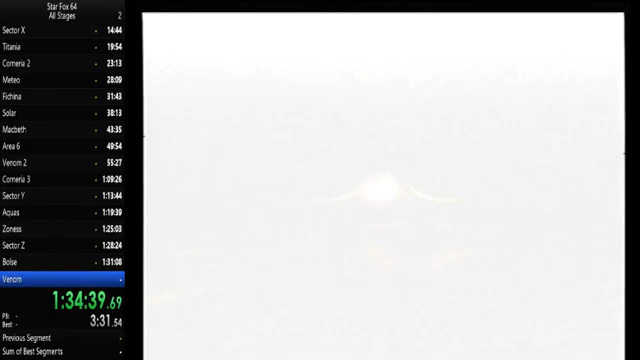 Star Fox 64
All Stages 2
Sector X - 14:44
Titania - 19:54
Corneria 2 - 23:13
Meteo - 28:09
Fichina - 31:43
Solar - 38:13
Macbeth - 43:35
Area 6 - 49:54
Venom 2 - 55:27
Corneria 3 - 1:09:26
Sector Y - 1:13:44
Aquas - 1:19:39
Zoness - 1:25:03
Sector Z - 1:28:24
Bolse - 1:31:08
Venom -
1:34:39.69
PB: -
Best - 3:31.54
Previous Segment -
Sum of Best Segments -